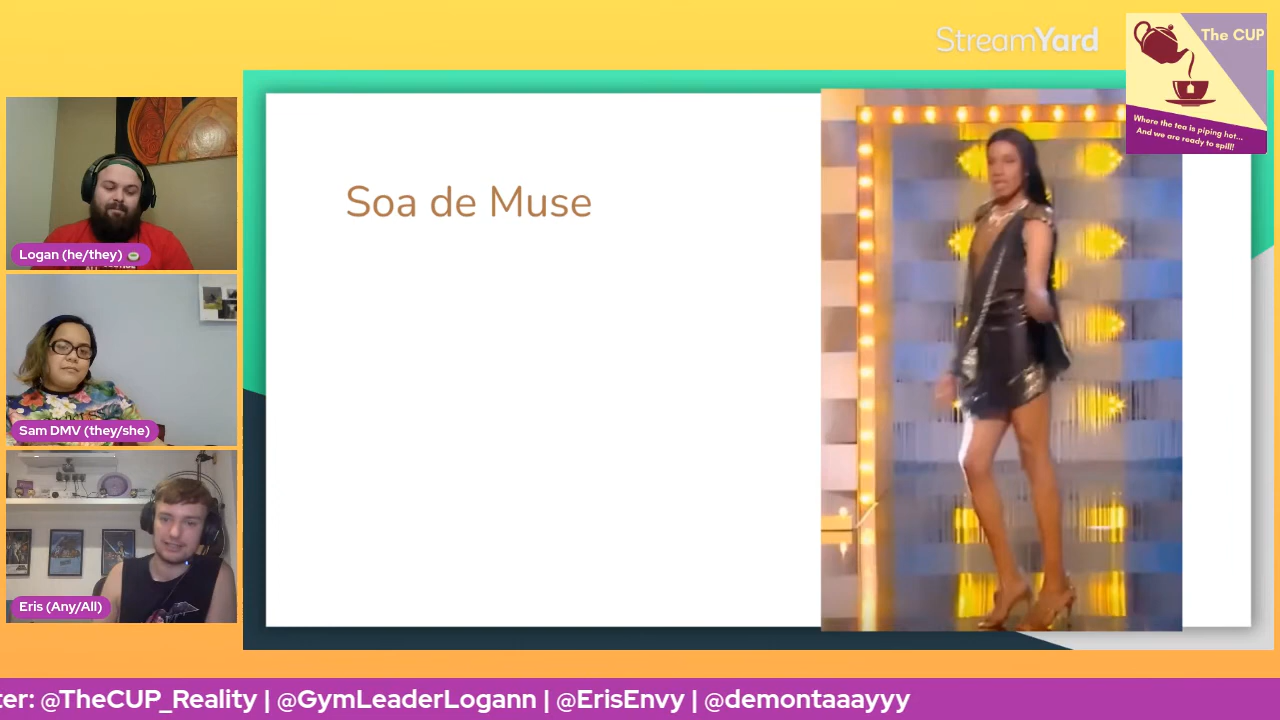 StreamYard
The CUP
Where the tea is piping hot...
And we are ready to spill!
Soa de Muse
Logan (he/they)
Sam DMV (they/she)
Eris (Any/All)
ter: @TheCUP_Reality | @GymLeaderLogann | @ErisEnvy | @demontaaayyy